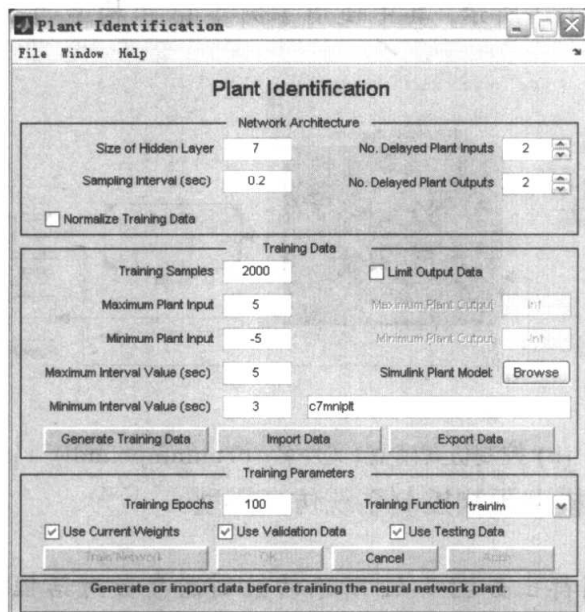 Plant Identification
File Window Help
Plant Identification
Network Architecture
Size of Hidden Layer 7 No. Delayed Plant Inputs 2
Sampling Interval (sec) 0.2 No. Delayed Plant Outputs 2
Normalize Training Data
Training Data
Training Samples 2000 Limit Output Data
Maximum Plant Input 5 Maximum Plant Output Inf
Minimum Plant Input -5 Minimum Plant Output -Inf
Maximum Interval Value (sec) 5 Simulink Plant Model: Browse
Minimum Interval Value (sec) 3 c7mniplt
Generate Training Data Import Data Export Data
Training Parameters
Training Epochs 100 Training Function trainlm
Use Current Weights Use Validation Data Use Testing Data
Train Network OK Cancel Apply
Generate or import data before training the neural network plant.